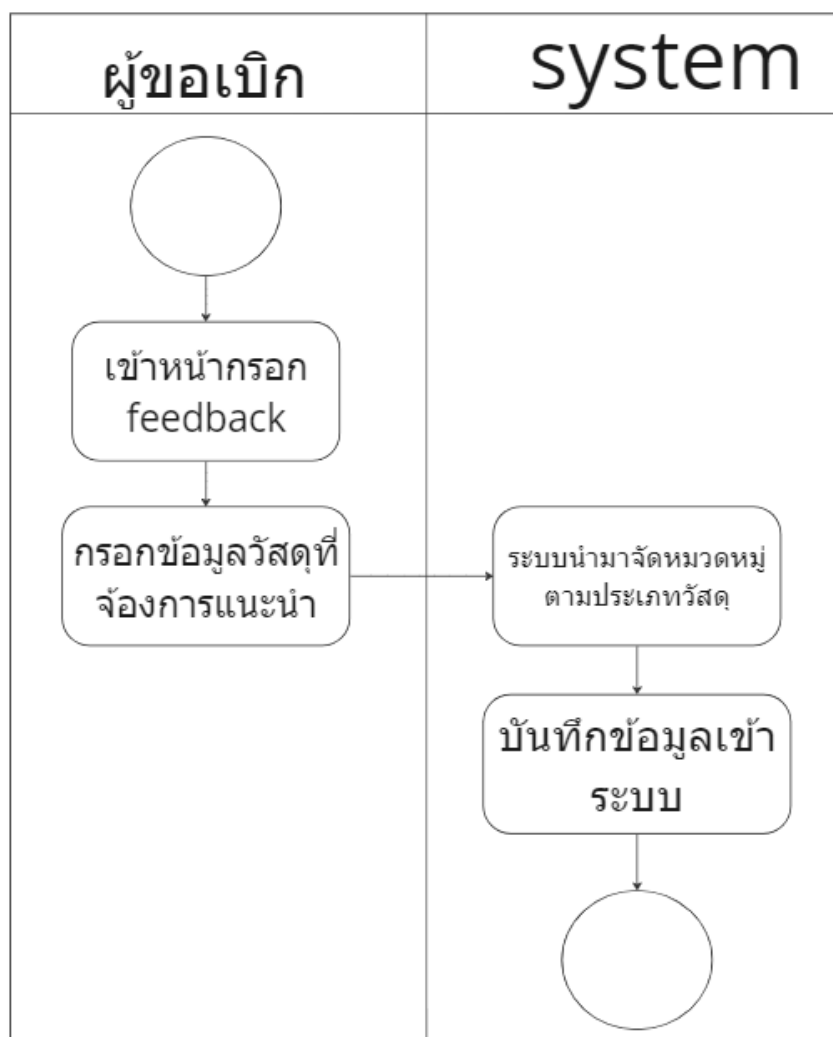 ผู้ขอเบิก
system
เข้าหน้ากรอก
feedback
กรอกข้อมูลวัสดุที่
จ้องการแนะนำ
ระบบนำมาจัดหมวดหมู่
ตามประเภทวัสดุ
บันทึกข้อมูลเข้า
ระบบ